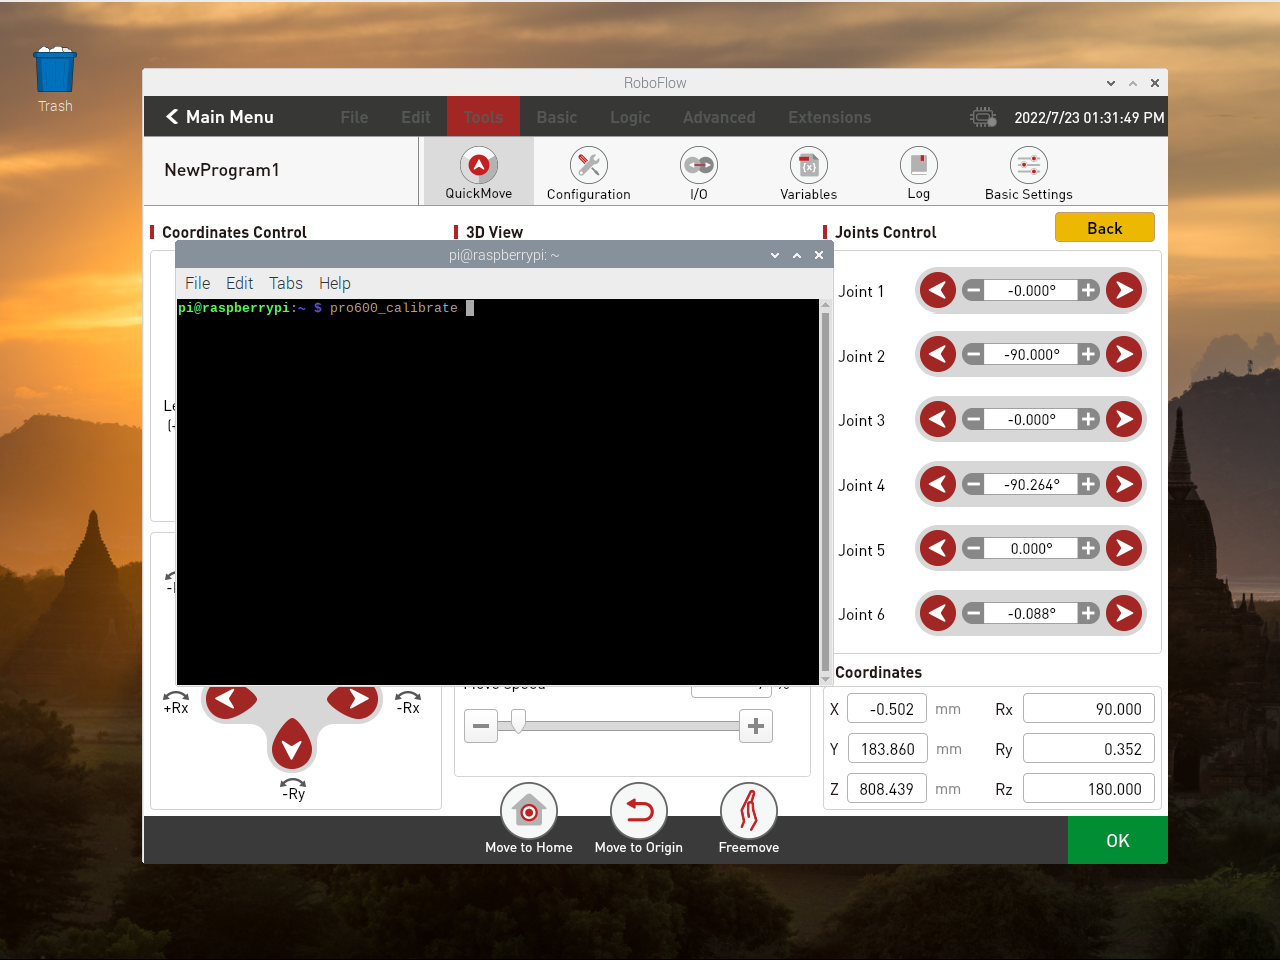 Trash
RoboFlow
Main Menu File Edit Tools Basic Logic Advanced Extensions 2022/7/23 01:31:49 PM
NewProgram1
QuickMove Configuration I/O Variables Log Basic Settings
Coordinates Control 3D View Joints Control Back
pi@raspberrypi: ~
File Edit Tabs Help
pi@raspberrypi:~ $ pro600_calibrate
Joint 1 -0.000°
Joint 2 -90.000°
Joint 3 -0.000°
Joint 4 -90.264°
Joint 5 0.000°
Joint 6 -0.088°
+Rx -Rx
-Ry
Move Speed %
Coordinates
X -0.502 mm Rx 90.000
Y 183.860 mm Ry 0.352
Z 808.439 mm Rz 180.000
Move to Home Move to Origin Freemove
OK